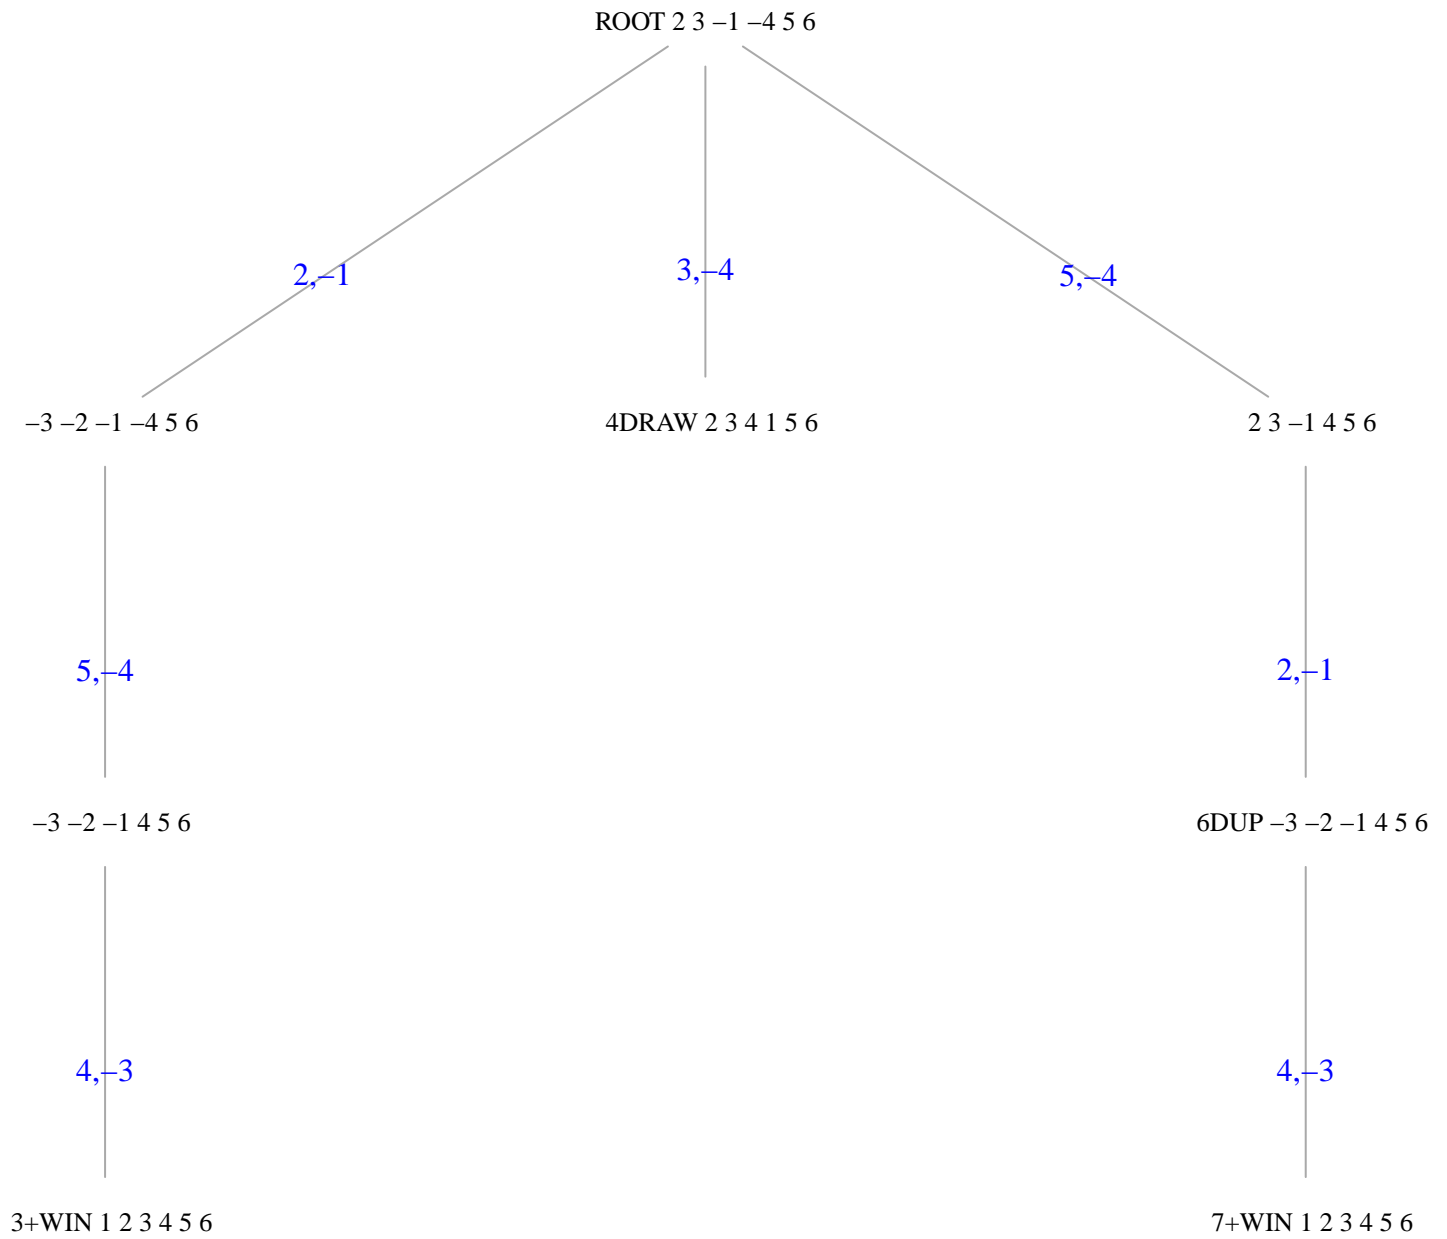 ROOT 2 3 –1 –4 5 6
2,–1
3,–4
5,–4
–3 –2 –1 –4 5 6
4DRAW 2 3 4 1 5 6
2 3 –1 4 5 6
5,–4
2,–1
–3 –2 –1 4 5 6
6DUP –3 –2 –1 4 5 6
4,–3
4,–3
3+WIN 1 2 3 4 5 6
7+WIN 1 2 3 4 5 6